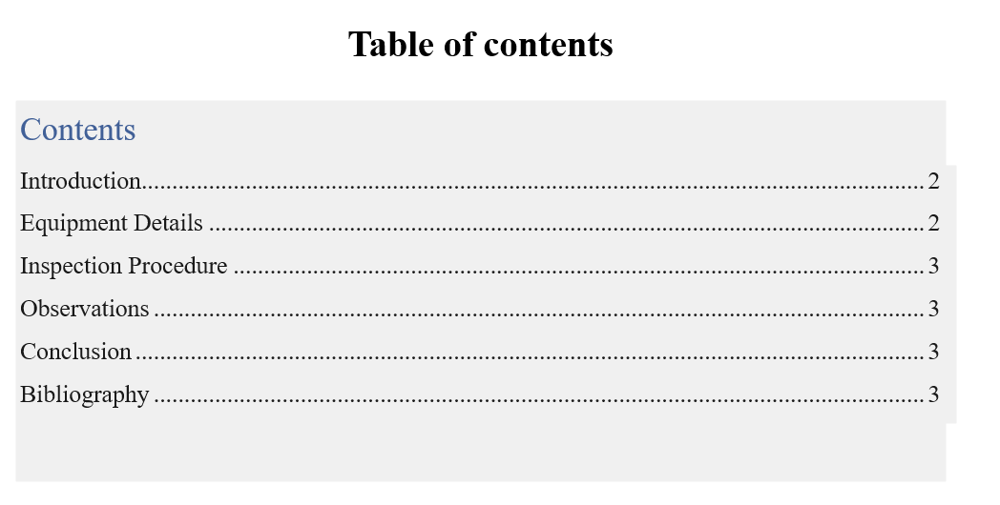 Table of contents
Contents
Introduction.................................................................................................................................. 2
Equipment Details ..................................................................................................................... 2
Inspection Procedure ................................................................................................................. 3
Observations .............................................................................................................................. 3
Conclusion ................................................................................................................................. 3
Bibliography .............................................................................................................................. 3